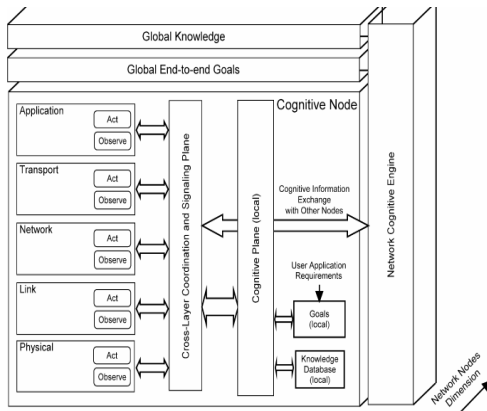 Global Knowledge
Global End-to-end Goals
Cognitive Node
Application
Act
Observe
Transport
Act
Observe
Network
Act
Observe
Link
Act
Observe
Physical
Act
Observe
Cross-Layer Coordination and Signaling Plane
Cognitive Plane (local)
Cognitive Information
Exchange
with Other Nodes
User Application
Requirements
Goals
(local)
Knowledge
Database
(local)
Network Cognitive Engine
Network Nodes
Dimension